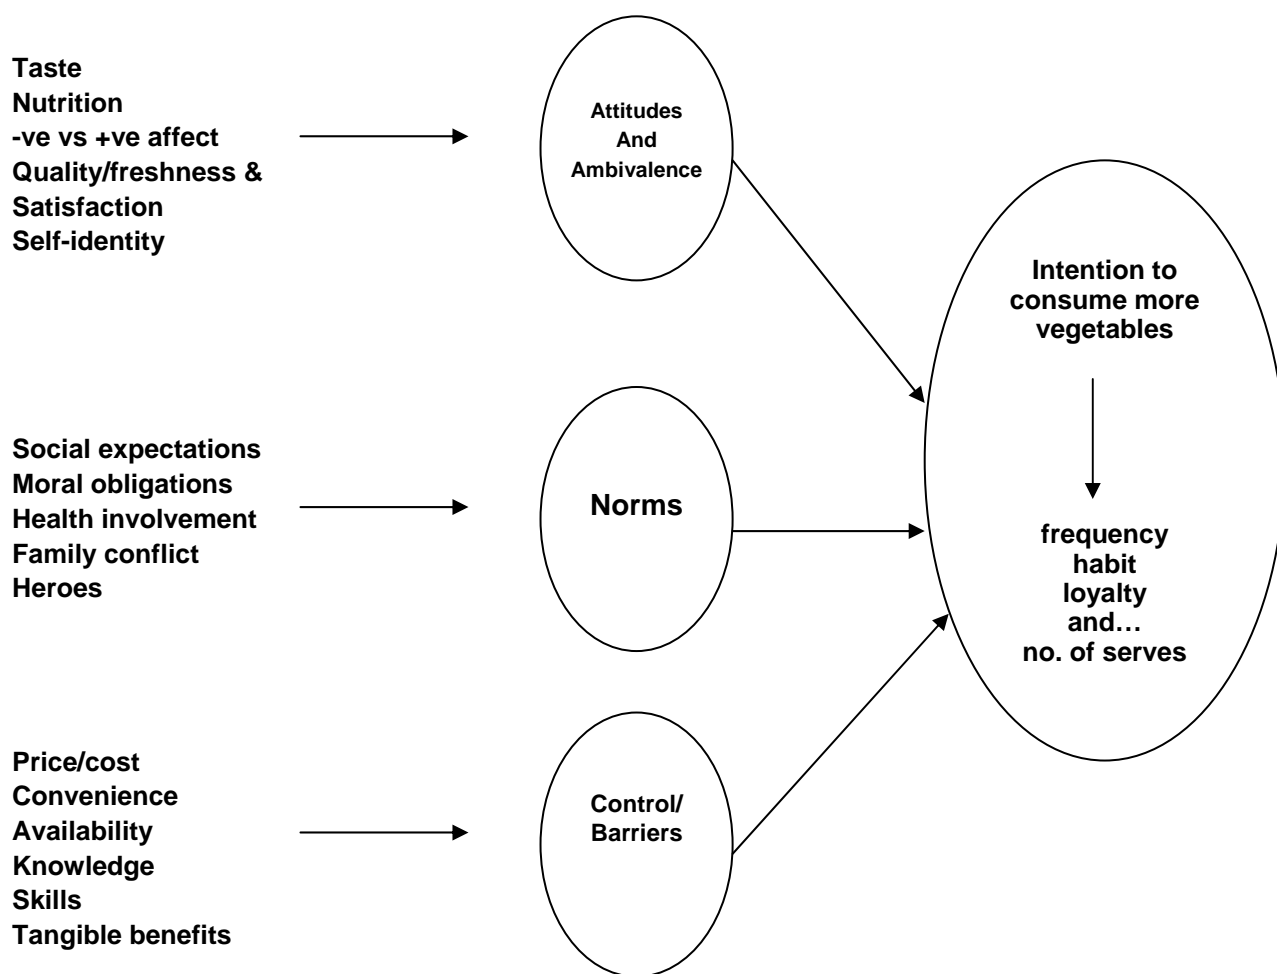 Taste
Nutrition
-ve vs +ve affect
Quality/freshness &
Satisfaction
Self-identity
Attitudes
And
Ambivalence
Social expectations
Moral obligations
Health involvement
Family conflict
Heroes
Norms
Price/cost
Convenience
Availability
Knowledge
Skills
Tangible benefits
Control/
Barriers
Intention to
consume more
vegetables
frequency
habit
loyalty
and…
no. of serves